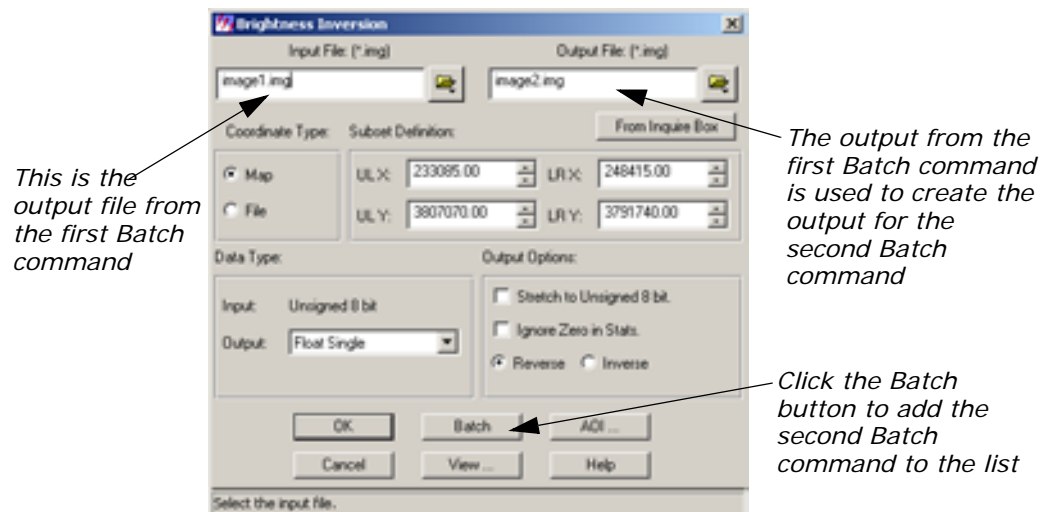 Brightness Inversion
Input File: (*.img)
Output File: (*.img)
image1.img
image2.img
From Inquire Box
Coordinate Type:
Subset Definition:
Map
File
UL X: 233085.00
LR X: 248415.00
UL Y: 3807070.00
LR Y: 3791740.00
Data Type:
Output Options:
Input: Unsigned 8 bit
Output: Float Single
Stretch to Unsigned 8 bit.
Ignore Zero in Stats.
Reverse
Inverse
OK
Batch
AOI ...
Cancel
View ...
Help
Select the input file.
This is the
output file from
the first Batch
command
The output from the
first Batch command
is used to create the
output for the
second Batch
command
Click the Batch
button to add the
second Batch
command to the list